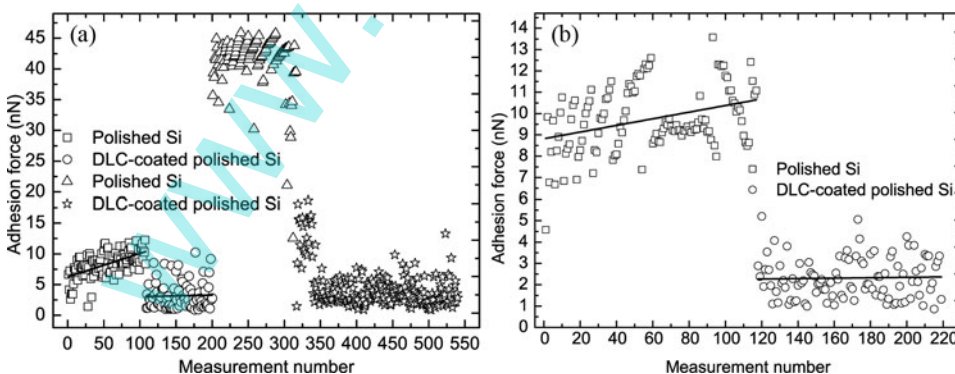 (a)
45
40
35
30
25
20
15
10
5
0
Adhesion force (nN)
Polished Si
DLC-coated polished Si
Polished Si
DLC-coated polished Si
0 50 100 150 200 250 300 350 400 450 500 550
Measurement number
(b)
14
13
12
11
10
9
8
7
6
5
4
3
2
1
0
Adhesion force (nN)
Polished Si
DLC-coated polished Si
0 20 40 60 80 100 120 140 160 180 200 220
Measurement number
www.